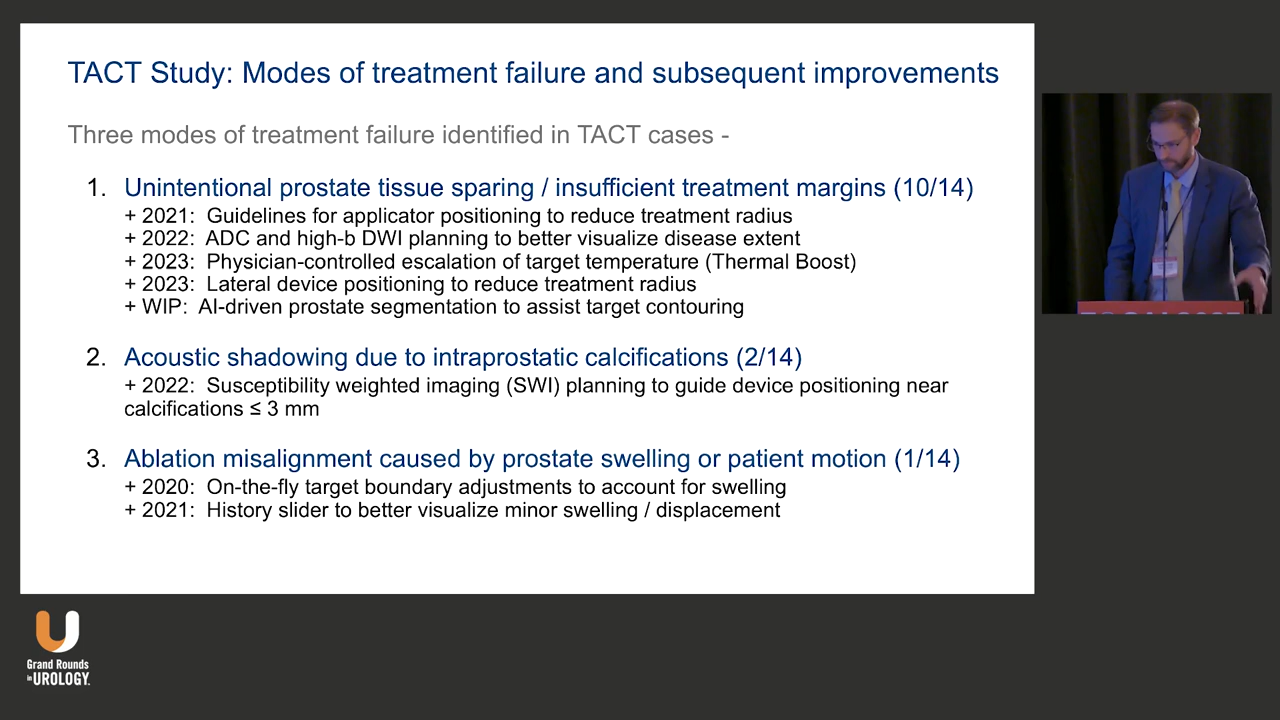 TACT Study: Modes of treatment failure and subsequent improvements
Three modes of treatment failure identified in TACT cases -
1. Unintentional prostate tissue sparing / insufficient treatment margins (10/14)
+ 2021: Guidelines for applicator positioning to reduce treatment radius
+ 2022: ADC and high-b DWI planning to better visualize disease extent
+ 2023: Physician-controlled escalation of target temperature (Thermal Boost)
+ 2023: Lateral device positioning to reduce treatment radius
+ WIP: AI-driven prostate segmentation to assist target contouring
2. Acoustic shadowing due to intraprostatic calcifications (2/14)
+ 2022: Susceptibility weighted imaging (SWI) planning to guide device positioning near
calcifications ≤ 3 mm
3. Ablation misalignment caused by prostate swelling or patient motion (1/14)
+ 2020: On-the-fly target boundary adjustments to account for swelling
+ 2021: History slider to better visualize minor swelling / displacement
Grand Rounds
in UROLOGY.